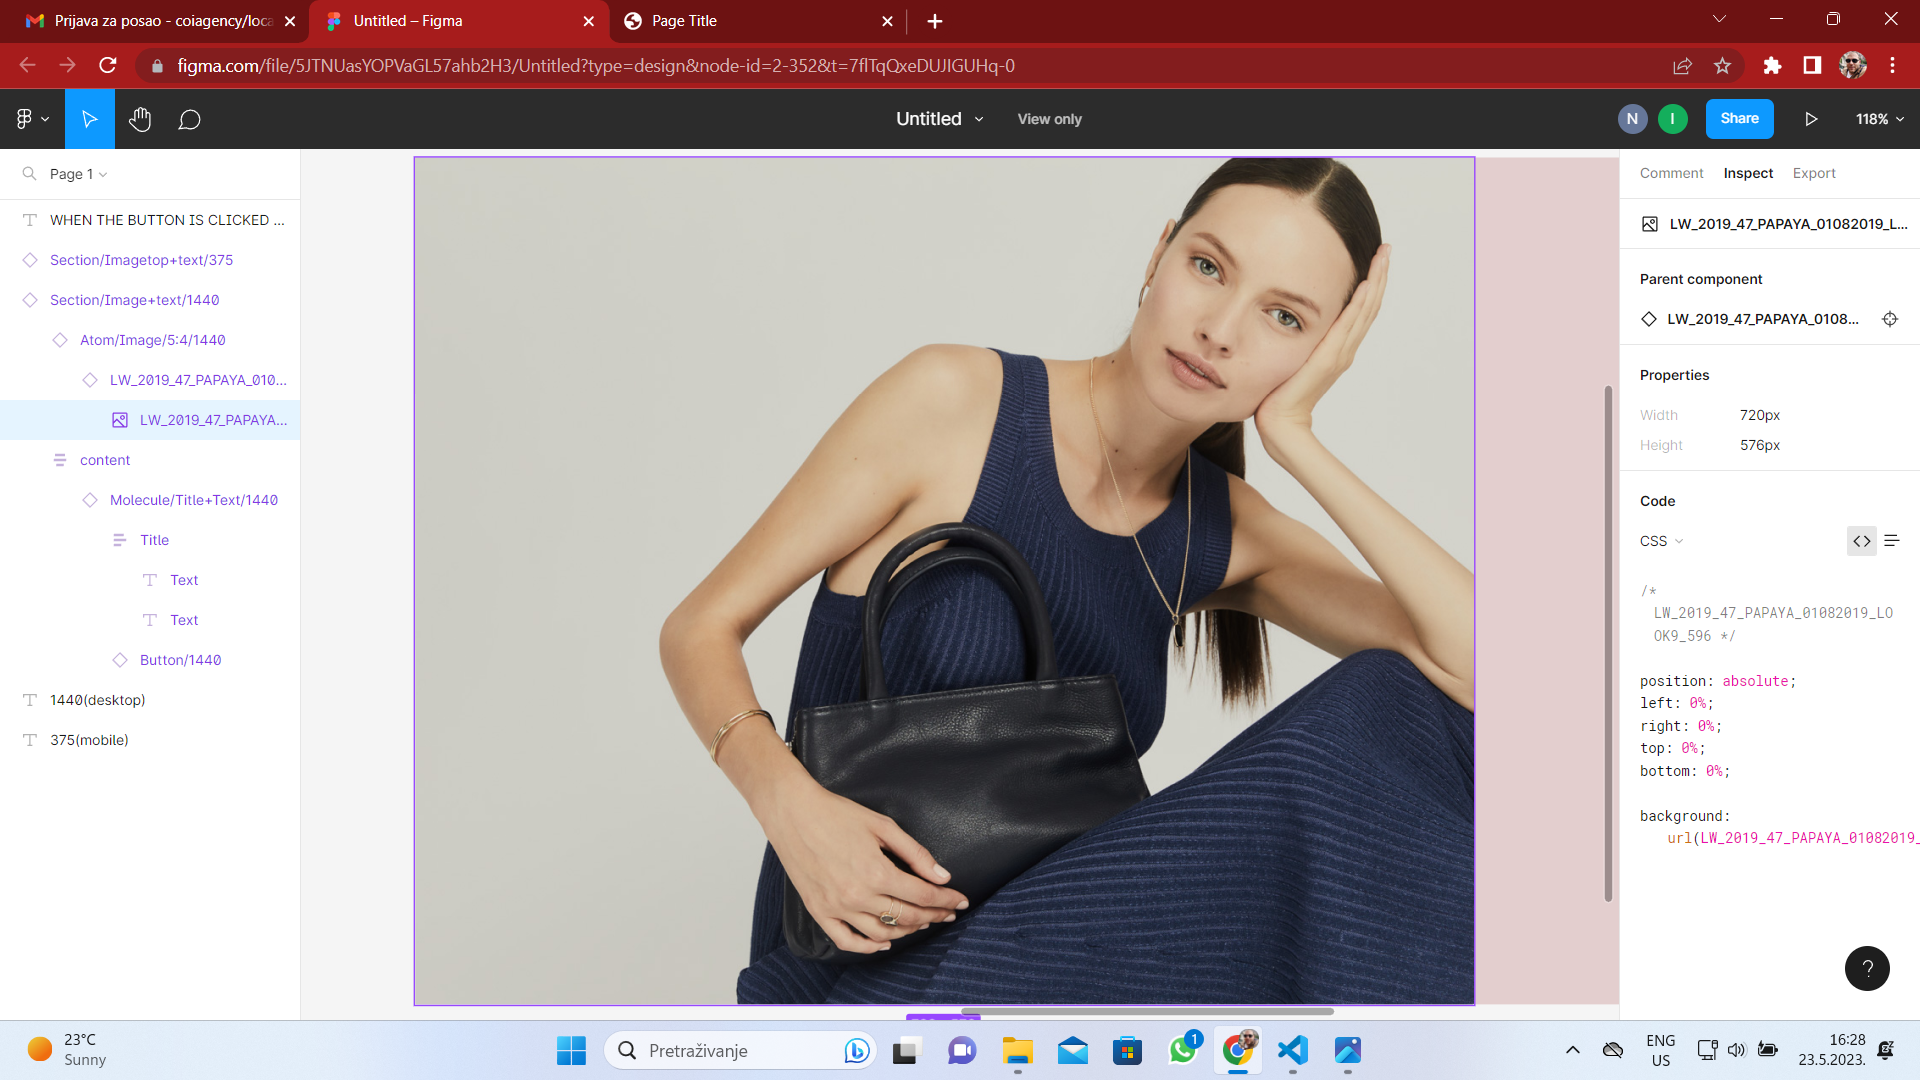 Prijava za posao - coiagency/loca
Untitled – Figma
Page Title
figma.com/file/5JTNUasYOPVaGL57ahb2H3/Untitled?type=design&node-id=2-352&t=7flTqQxeDUJIGUHq-0
Untitled
View only
N
I
Share
118%
Page 1
WHEN THE BUTTON IS CLICKED ...
Section/Imagetop+text/375
Section/Image+text/1440
Atom/Image/5:4/1440
LW_2019_47_PAPAYA_010...
LW_2019_47_PAPAYA...
content
Molecule/Title+Text/1440
Title
Text
Text
Button/1440
1440(desktop)
375(mobile)
Comment Inspect Export
LW_2019_47_PAPAYA_01082019_L...
Parent component
LW_2019_47_PAPAYA_0108...
Properties
Width 720px
Height 576px
Code
CSS
/*
LW_2019_47_PAPAYA_01082019_LO
OK9_596 */
position: absolute;
left: 0%;
right: 0%;
top: 0%;
bottom: 0%;
background:
url(LW_2019_47_PAPAYA_01082019_
?
23°C
Sunny
Pretraživanje
1
ENG
US
16:28
23.5.2023.